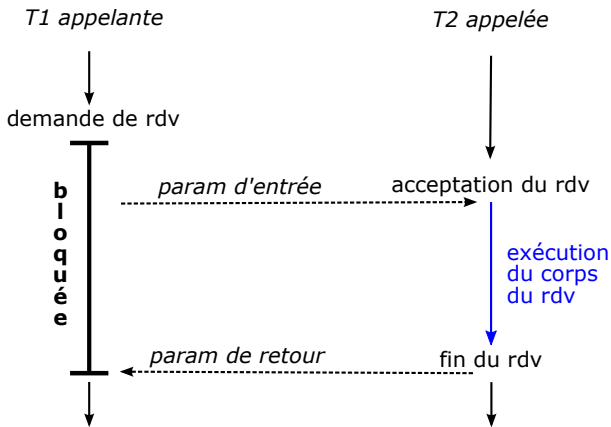 T1 appelante
T2 appelée
demande de rdv
bloquée
param d'entrée
acceptation du rdv
exécution
du corps
du rdv
param de retour
fin du rdv